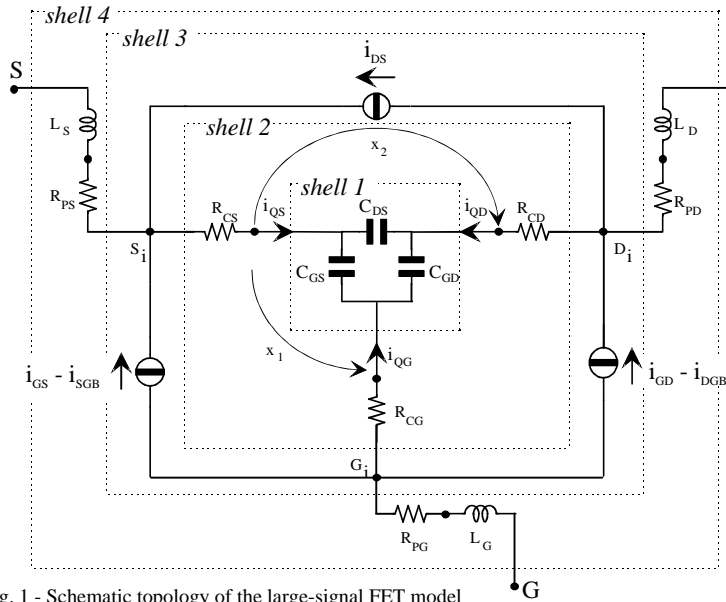 shell 4
shell 3
S
i_DS
L_S
L_D
shell 2
x_2
R_PS
shell 1
R_PD
R_CS
i_QS
C_DS
i_QD
R_CD
S_i
D_i
C_GS
C_GD
x_1
i_QG
i_GS - i_SGB
i_GD - i_DGB
R_CG
G_i
R_PG
L_G
G
g. 1 - Schematic topology of the large-signal FET model